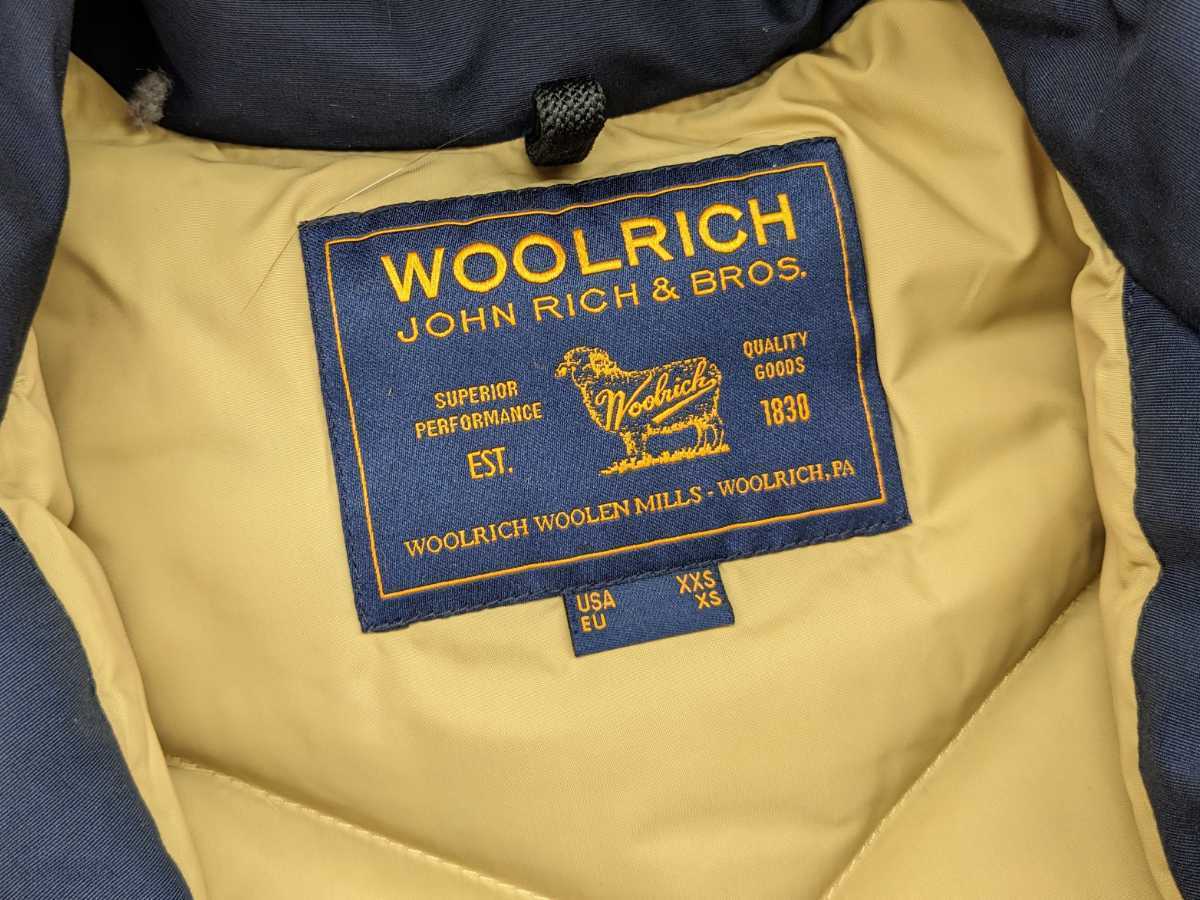 WOOLRICH
JOHN RICH & BROS.
SUPERIOR
PERFORMANCE
EST.
Woolrich
QUALITY
GOODS
1830
WOOLRICH WOOLEN MILLS - WOOLRICH, PA
USA XXS
EU XS